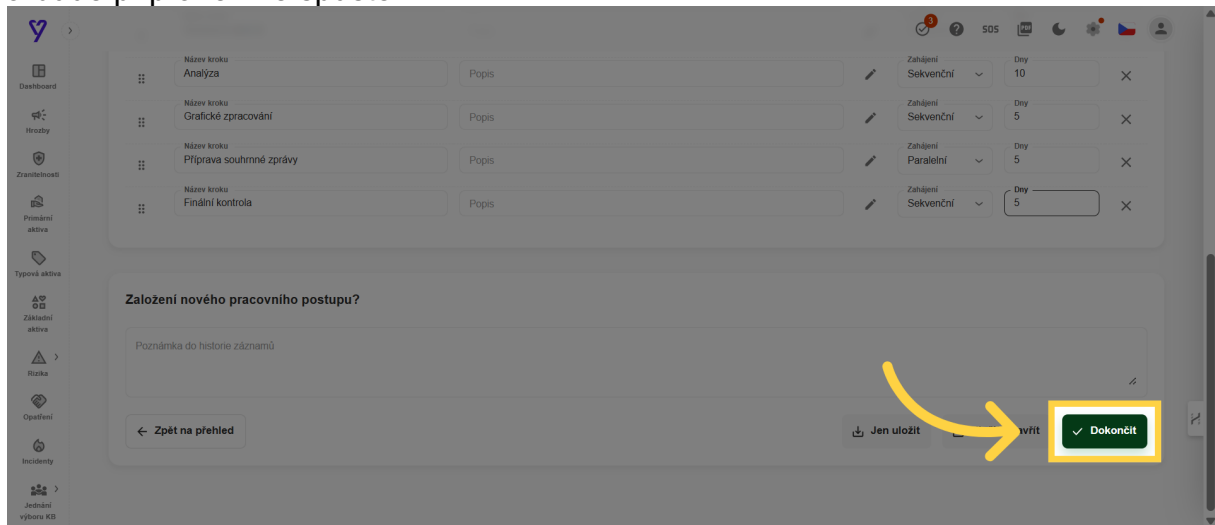 3
SOS
PDF
Dashboard
Hrozby
Zranitelnosti
Primární
aktiva
Typová aktiva
Základní
aktiva
Rizika
Opatření
Incidenty
Jednání
výboru KB
Název kroku
Analýza
Popis
Zahájení
Sekvenční
Dny
10
Název kroku
Grafické zpracování
Popis
Zahájení
Sekvenční
Dny
5
Název kroku
Příprava souhrnné zprávy
Popis
Zahájení
Paralelní
Dny
5
Název kroku
Finální kontrola
Popis
Zahájení
Sekvenční
Dny
5
Založení nového pracovního postupu?
Poznámka do historie záznamů
Zpět na přehled
Jen uložit
Dokončit